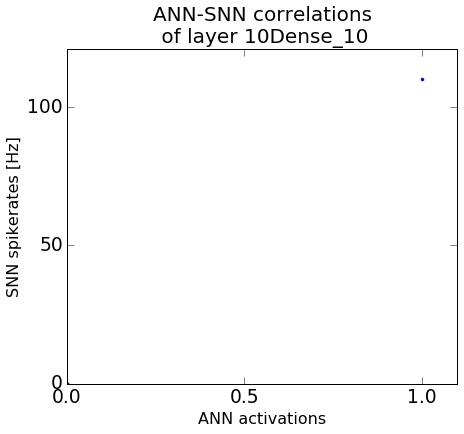 ANN-SNN correlations
of layer 10Dense_10
100
50
0
0.0 0.5 1.0
SNN spikerates [Hz]
ANN activations